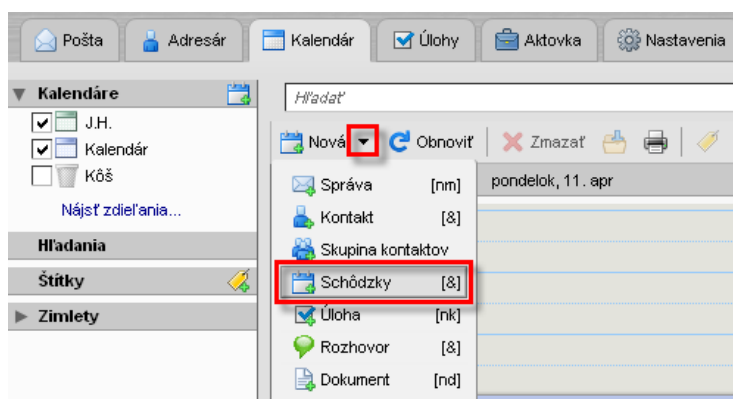 Pošta Adresár Kalendár Úlohy Aktovka Nastavenia
Kalendáre
J.H.
Kalendár
Kôš
Nájsť zdieľania...
Hľadania
Štítky
Zimlety
Hľadať
Nová Obnoviť Zmazať
pondelok, 11. apr
Správa [nm]
Kontakt [&]
Skupina kontaktov
Schôdzky [&]
Úloha [nk]
Rozhovor [&]
Dokument [nd]